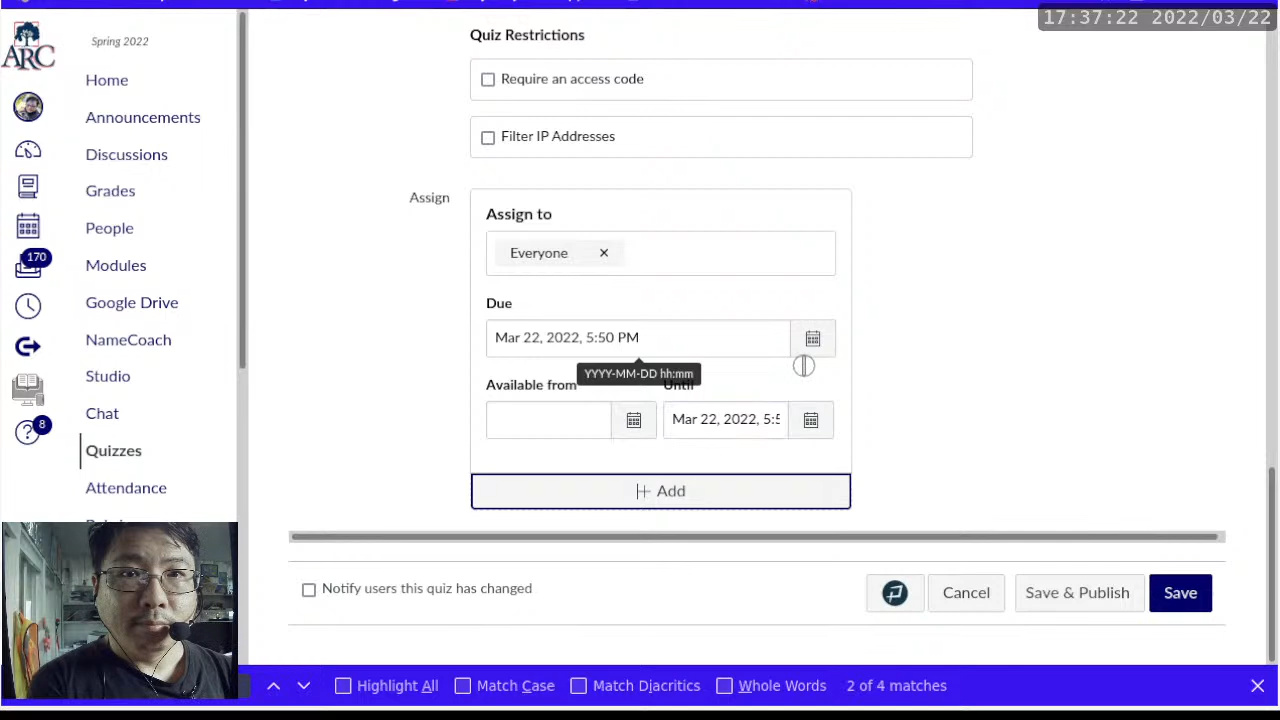 17:37:22 2022/03/22
ARC
Spring 2022
Home
Announcements
Discussions
Grades
People
Modules
170
Google Drive
NameCoach
Studio
Chat
8
Quizzes
Attendance
Quiz Restrictions
Require an access code
Filter IP Addresses
Assign
Assign to
Everyone ×
Due
Mar 22, 2022, 5:50 PM
YYYY-MM-DD hh:mm
Available from
Until
Mar 22, 2022, 5:5
Add
Notify users this quiz has changed
Cancel
Save & Publish
Save
Highlight All
Match Case
Match Diacritics
Whole Words
2 of 4 matches